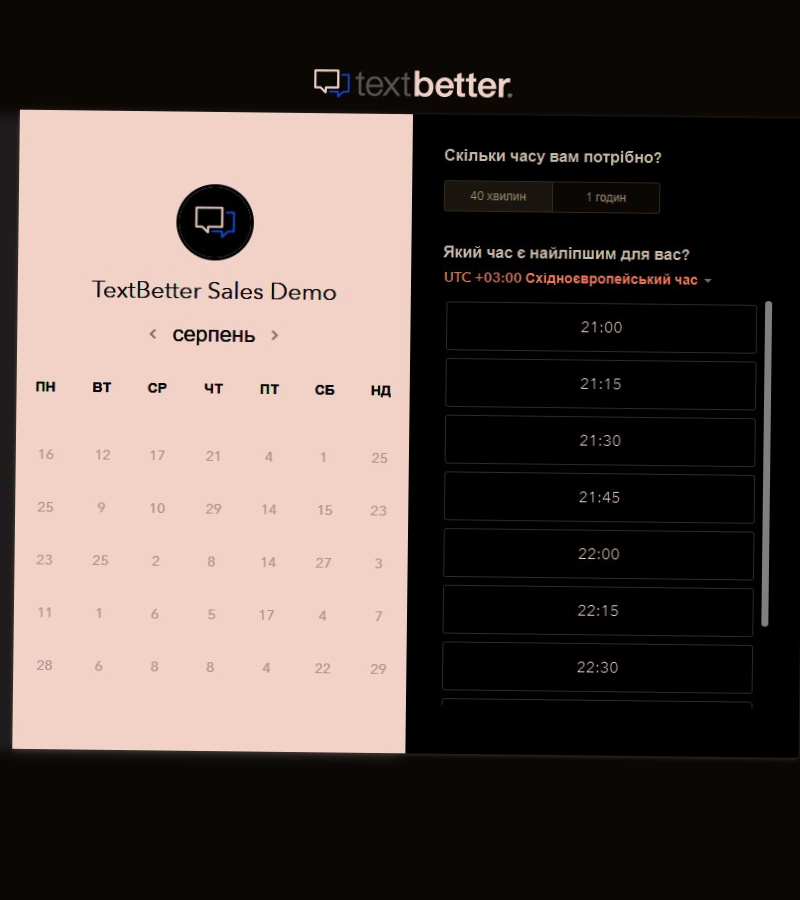 textbetter.
TextBetter Sales Demo
серпень
ПН ВТ СР ЧТ ПТ СБ НД
16 12 17 21 4 1 25
25 9 10 29 14 15 23
23 25 2 8 14 27 3
11 1 6 5 17 4 7
28 6 8 8 4 22 29
Скільки часу вам потрібно?
40 хвилин 1 годин
Який час є найліпшим для вас?
UTC +03:00 Східноєвропейський час
21:00
21:15
21:30
21:45
22:00
22:15
22:30